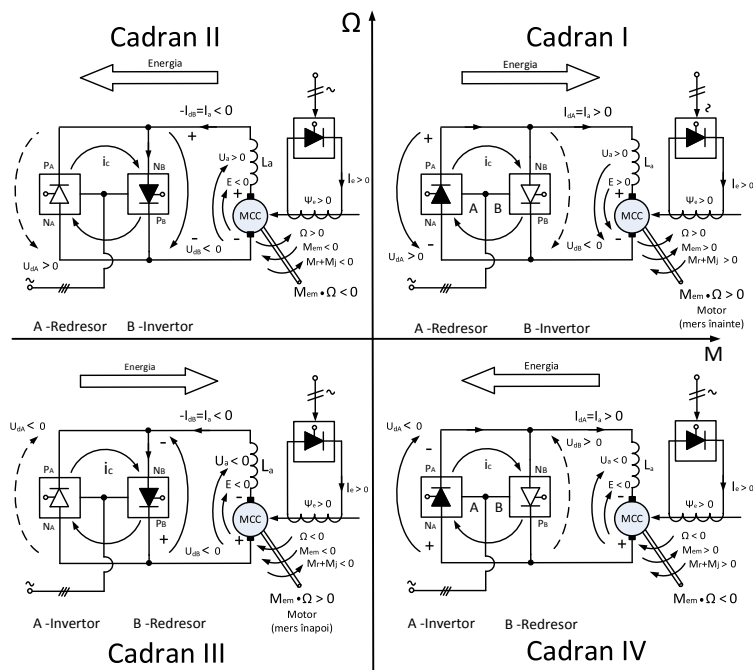 Ω
Cadran II
Energia
-I_dB=I_a < 0
U_a > 0
L_a
E < 0
P_A
N_B
i_c
N_A
P_B
+
-
U_dA > 0
U_dB < 0
+
-
MCC
Ψ_e > 0
I_e > 0
~
Ω > 0
M_em < 0
M_r+M_j < 0
M_em • Ω < 0
~
A -Redresor B -Invertor
Cadran I
Energia
I_dA=I_a > 0
U_a > 0
L_a
E > 0
P_A
N_B
i_c
A B
N_A
P_B
+
-
U_dA > 0
U_dB < 0
+
-
MCC
Ψ_e > 0
I_e > 0
~
Ω > 0
M_em > 0
M_r+M_j > 0
M_em • Ω > 0
Motor
(mers înainte)
~
A -Redresor B -Invertor
M
Energia
-I_dB=I_a < 0
U_dA < 0
U_a < 0
L_a
E < 0
P_A
N_B
i_c
N_A
P_B
-
+
U_dB < 0
-
+
MCC
Ψ_e > 0
I_e > 0
~
Ω < 0
M_em < 0
M_r+M_j < 0
M_em • Ω > 0
Motor
(mers înapoi)
~
A -Invertor B -Redresor
Cadran III
Energia
I_dA=I_a > 0
U_dA < 0
U_dB > 0
U_a < 0
L_a
E < 0
P_A
N_B
i_c
A B
N_A
P_B
-
+
-
+
MCC
Ψ_e > 0
I_e > 0
~
Ω < 0
M_em > 0
M_r+M_j > 0
M_em • Ω < 0
~
A -Invertor B -Redresor
Cadran IV